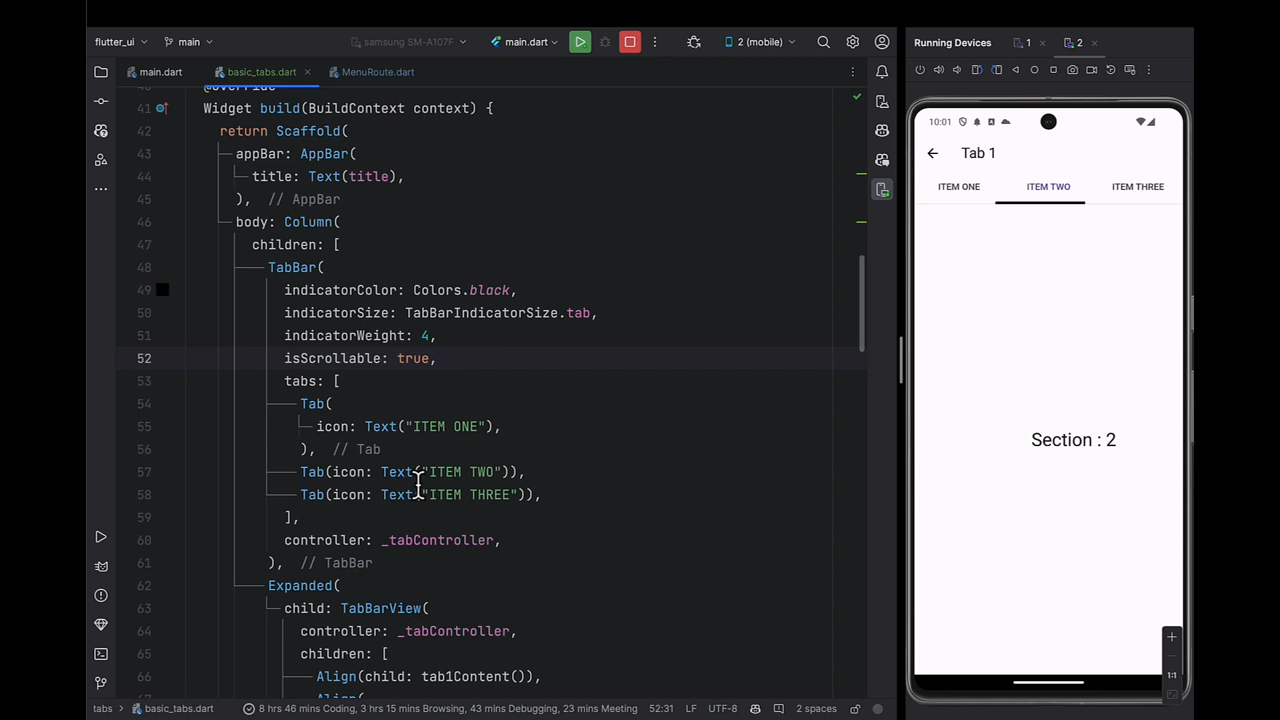 flutter_ui
main
samsung SM-A107F
main.dart
2 (mobile)
Running Devices
1
2
main.dart
basic_tabs.dart
MenuRoute.dart
40
@override
41
Widget build(BuildContext context) {
42
return Scaffold(
43
appBar: AppBar(
44
title: Text(title),
45
), // AppBar
46
body: Column(
47
children: [
48
TabBar(
49
indicatorColor: Colors.black,
50
indicatorSize: TabBarIndicatorSize.tab,
51
indicatorWeight: 4,
52
isScrollable: true,
53
tabs: [
54
Tab(
55
icon: Text("ITEM ONE"),
56
), // Tab
57
Tab(icon: Text("ITEM TWO")),
58
Tab(icon: Text("ITEM THREE")),
59
],
60
controller: _tabController,
61
), // TabBar
62
Expanded(
63
child: TabBarView(
64
controller: _tabController,
65
children: [
66
Align(child: tab1Content()),
67
Align(
10:01
Tab 1
ITEM ONE
ITEM TWO
ITEM THREE
Section : 2
1:1
tabs > basic_tabs.dart
8 hrs 46 mins Coding, 3 hrs 15 mins Browsing, 43 mins Debugging, 23 mins Meeting
52:31
LF
UTF-8
2 spaces